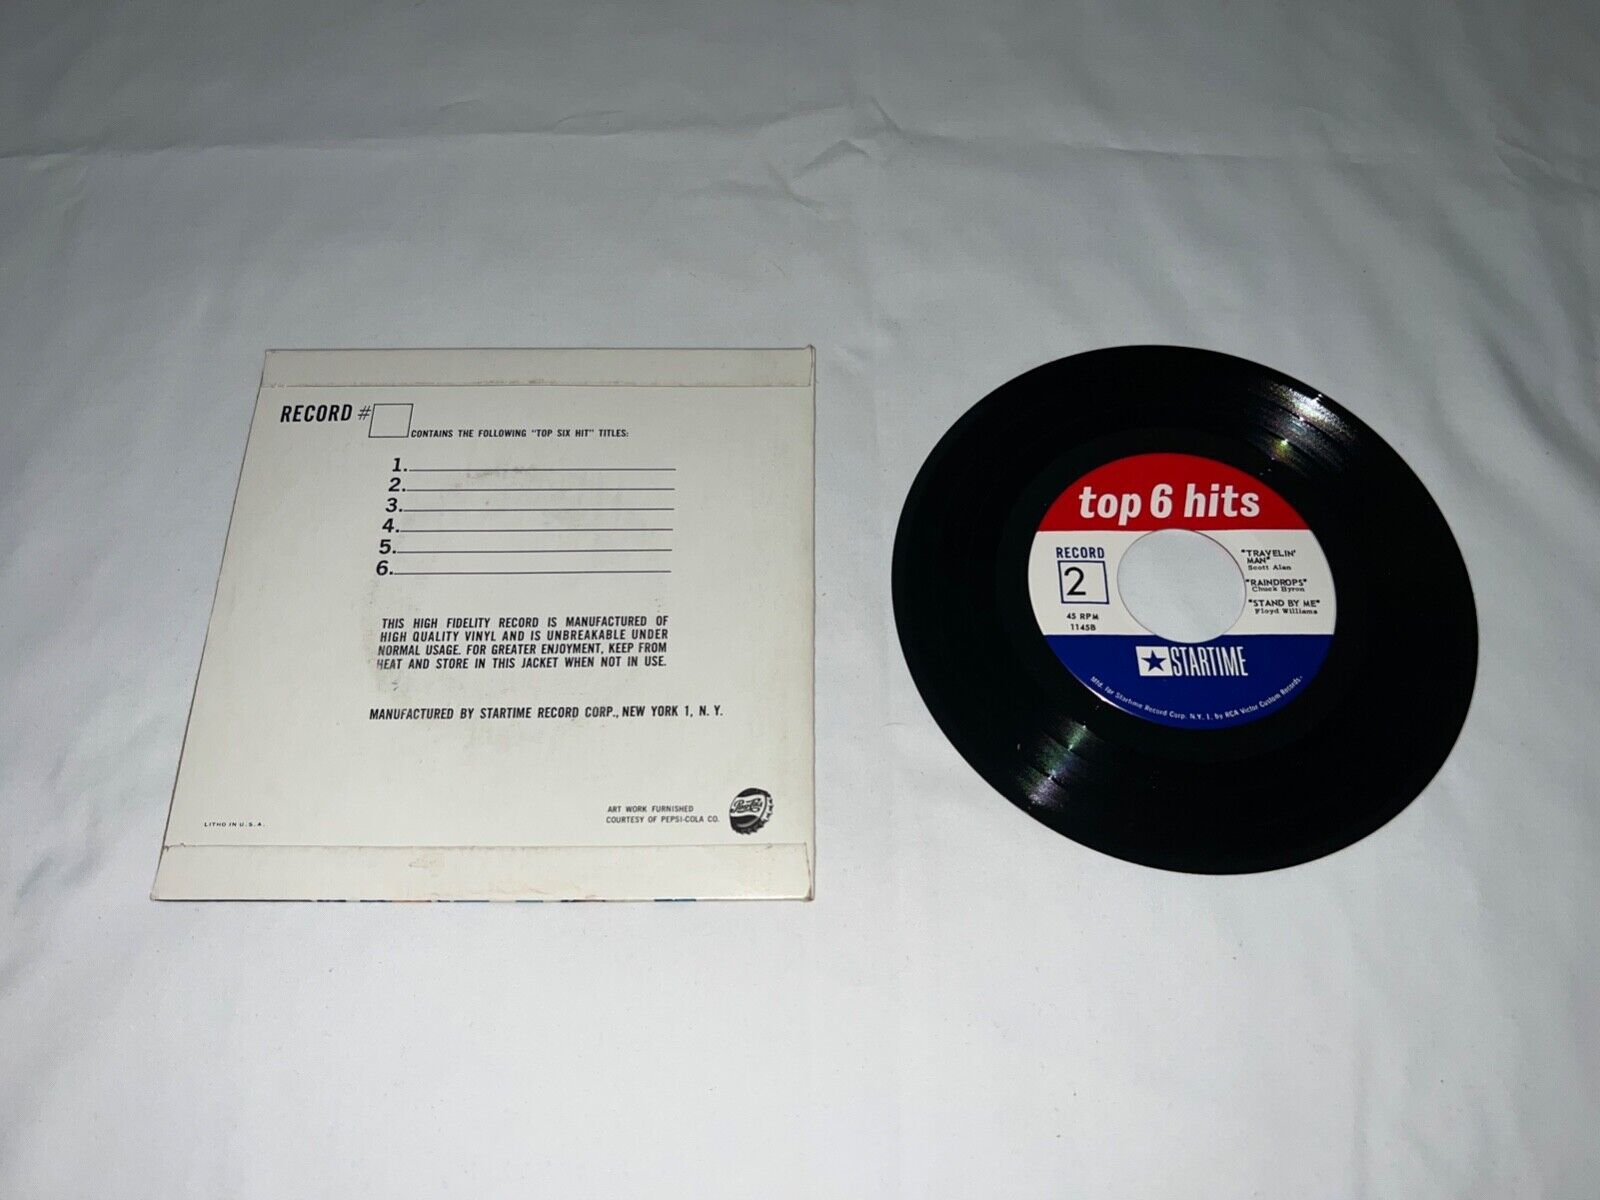 RECORD #
CONTAINS THE FOLLOWING "TOP SIX HIT" TITLES:
1.
2.
3.
4.
5.
6.
THIS HIGH FIDELITY RECORD IS MANUFACTURED OF
HIGH QUALITY VINYL AND IS UNBREAKABLE UNDER
NORMAL USAGE. FOR GREATER ENJOYMENT, KEEP FROM
HEAT AND STORE IN THIS JACKET WHEN NOT IN USE.
MANUFACTURED BY STARTIME RECORD CORP., NEW YORK 1, N. Y.
ART WORK FURNISHED
COURTESY OF PEPSI-COLA CO.
Pepsi-Cola
LITHO IN U. S. A.
top 6 hits
RECORD
2
45 RPM
1145B
"TRAVELIN'
MAN"
Scott Alan
"RAINDROPS"
Chuck Byron
"STAND BY ME"
Floyd Williams
STARTIME
Mfd. for Startime Record Corp. N.Y. 1, by RCA Victor Custom Records.